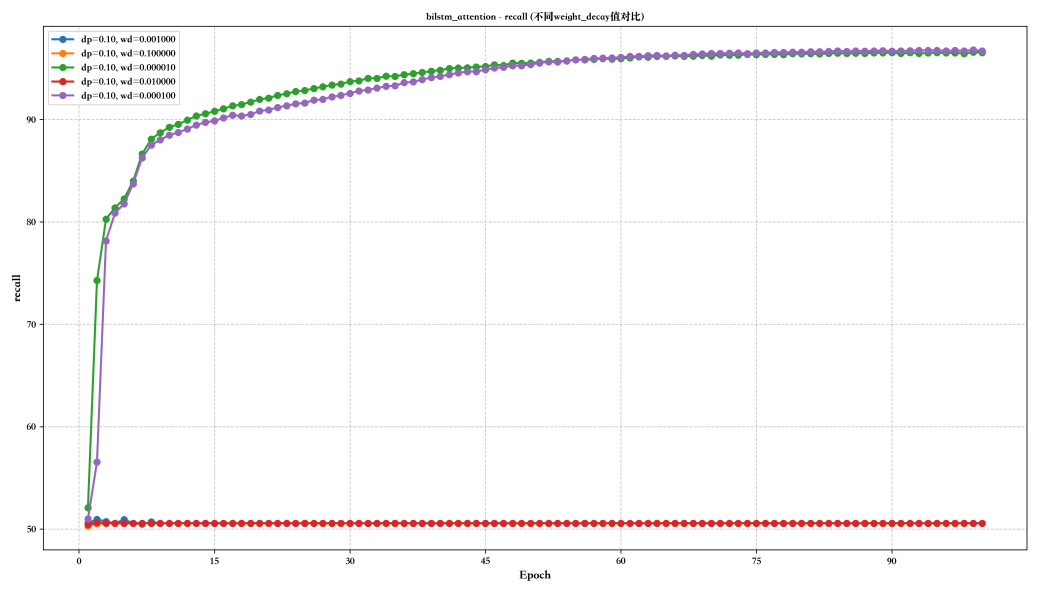 bilstm_attention - recall (不同weight_decay值对比)
dp=0.10, wd=0.001000
dp=0.10, wd=0.100000
dp=0.10, wd=0.000010
dp=0.10, wd=0.010000
dp=0.10, wd=0.000100
90
80
70
60
50
recall
0 15 30 45 60 75 90
Epoch